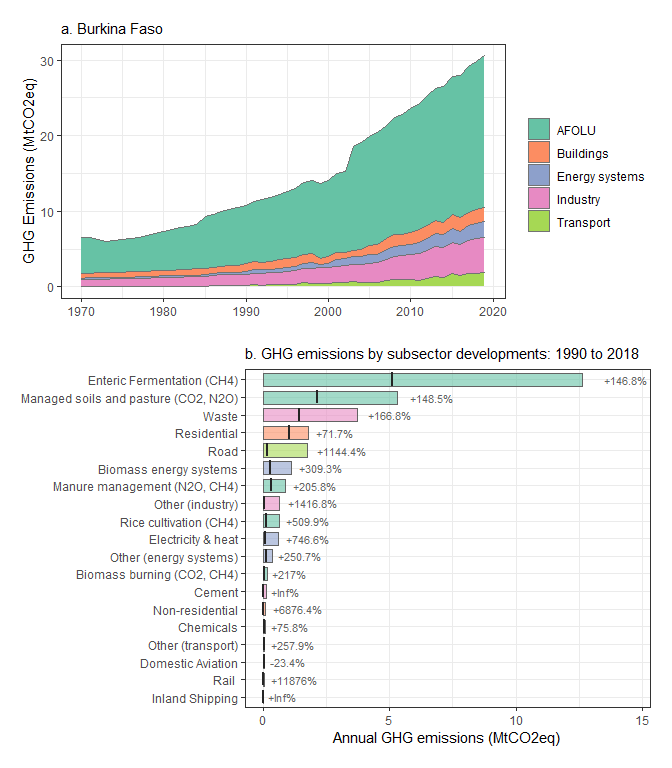 a. Burkina Faso
GHG Emissions (MtCO2eq)
30
20
10
0
1970
1980
1990
2000
2010
2020
AFOLU
Buildings
Energy systems
Industry
Transport
b. GHG emissions by subsector developments: 1990 to 2018
Enteric Fermentation (CH4) +146.8%
Managed soils and pasture (CO2, N2O) +148.5%
Waste +166.8%
Residential +71.7%
Road +1144.4%
Biomass energy systems +309.3%
Manure management (N2O, CH4) +205.8%
Other (industry) +1416.8%
Rice cultivation (CH4) +509.9%
Electricity & heat +746.6%
Other (energy systems) +250.7%
Biomass burning (CO2, CH4) +217%
Cement +Inf%
Non-residential +6876.4%
Chemicals +75.8%
Other (transport) +257.9%
Domestic Aviation -23.4%
Rail +11876%
Inland Shipping +Inf%
0
5
10
15
Annual GHG emissions (MtCO2eq)